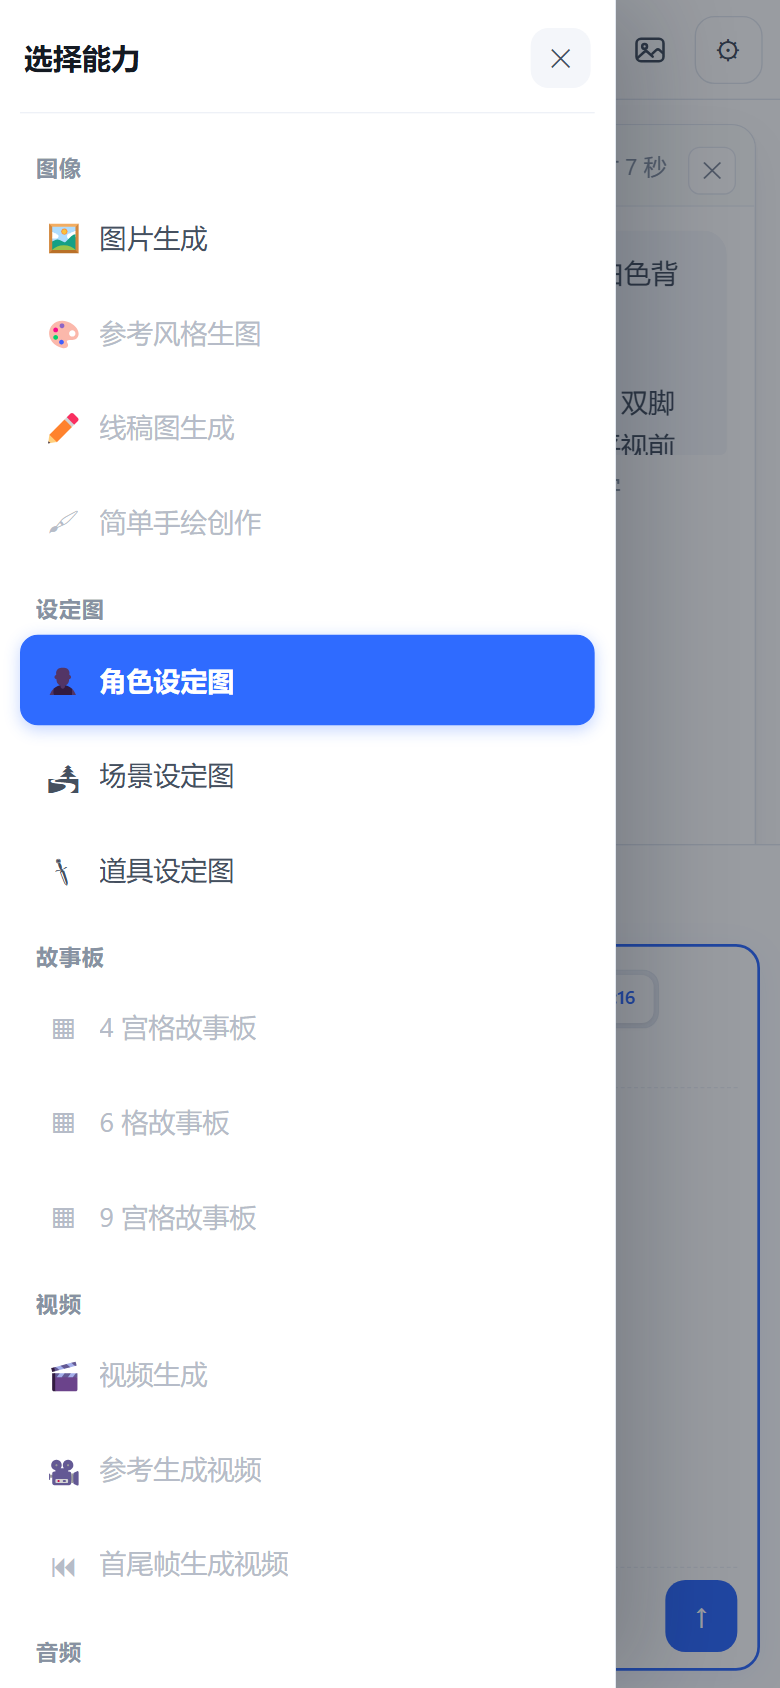 选择能力
7 秒
图像
图片生成
色背
参考风格生图
双脚
线稿图生成
视前
简单手绘创作
设定图
角色设定图
场景设定图
道具设定图
故事板
:16
4 宫格故事板
6 格故事板
9 宫格故事板
视频
视频生成
参考生成视频
首尾帧生成视频
音频